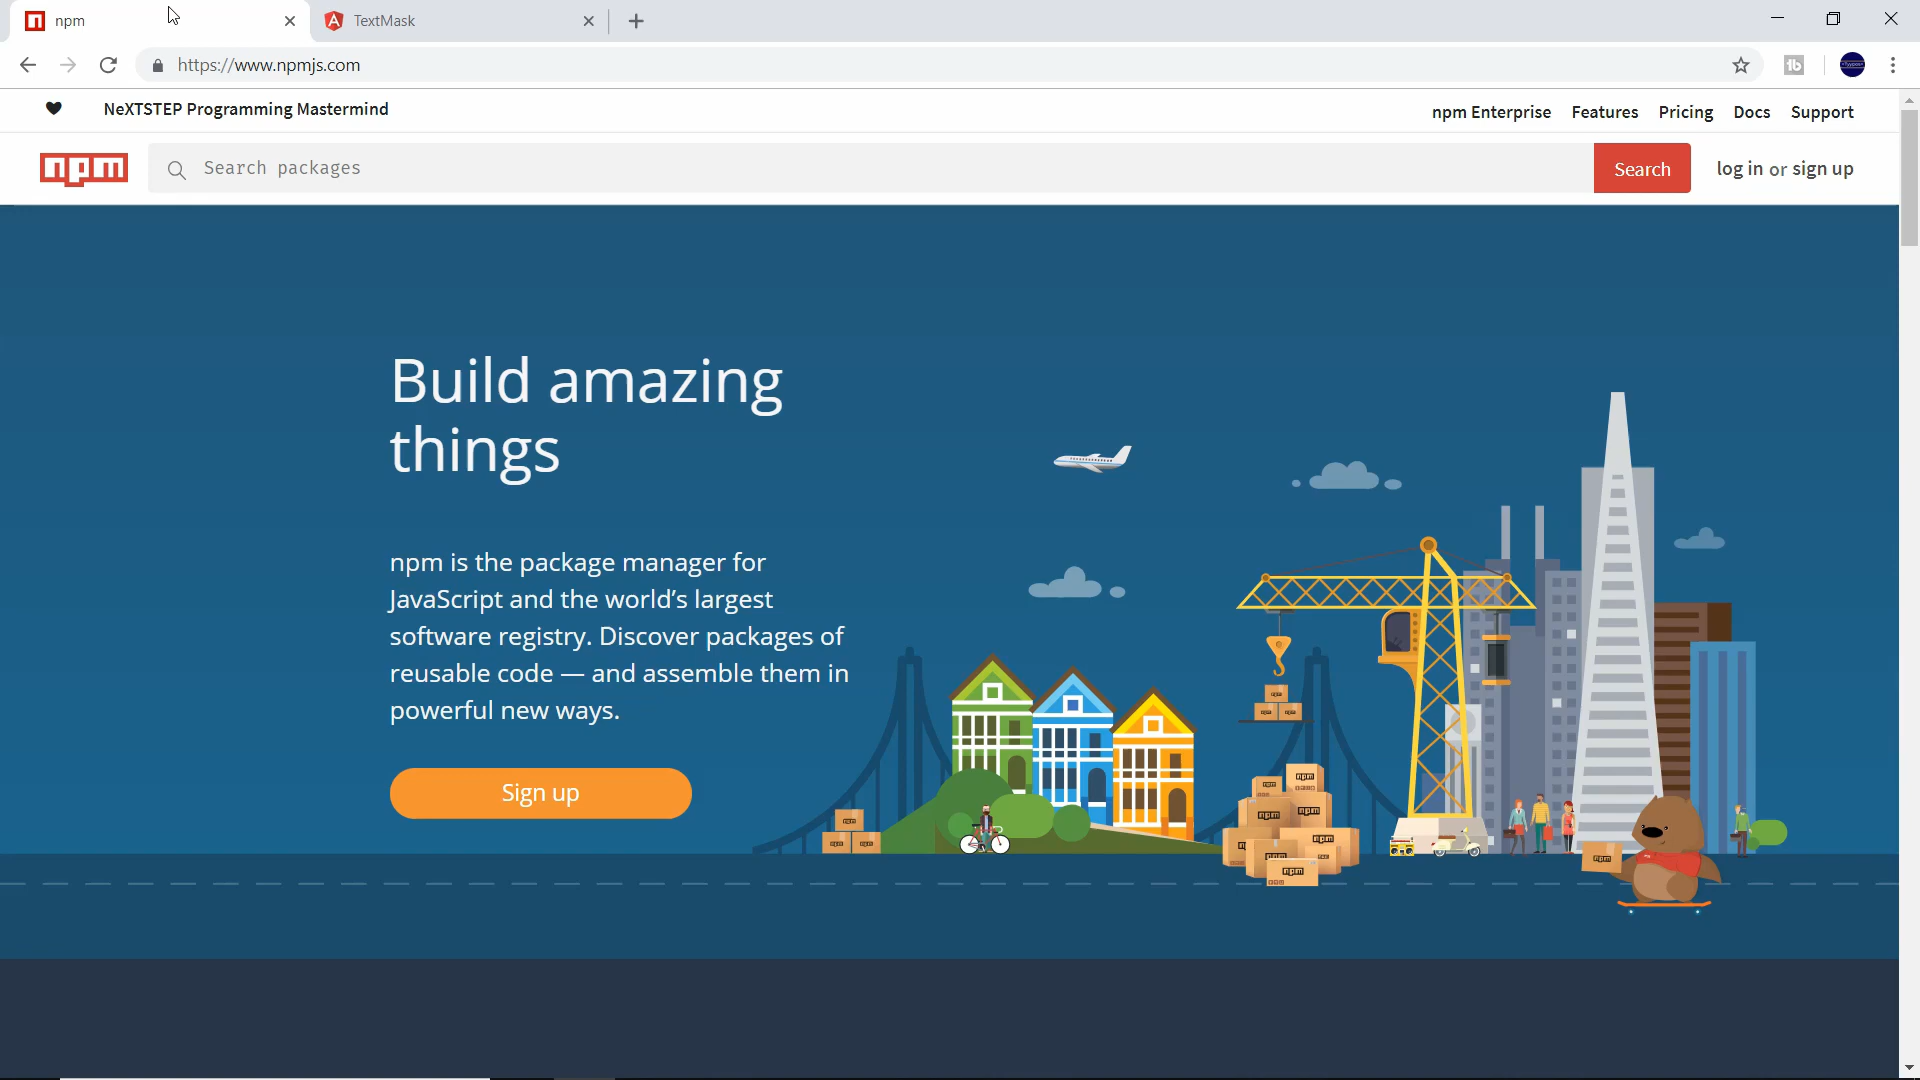 npm
TextMask
https://www.npmjs.com
NeXTSTEP Programming Mastermind
npm Enterprise Features Pricing Docs Support
npm
Search packages
Search
log in or sign up
Build amazing
things
npm is the package manager for
JavaScript and the world's largest
software registry. Discover packages of
reusable code — and assemble them in
powerful new ways.
Sign up